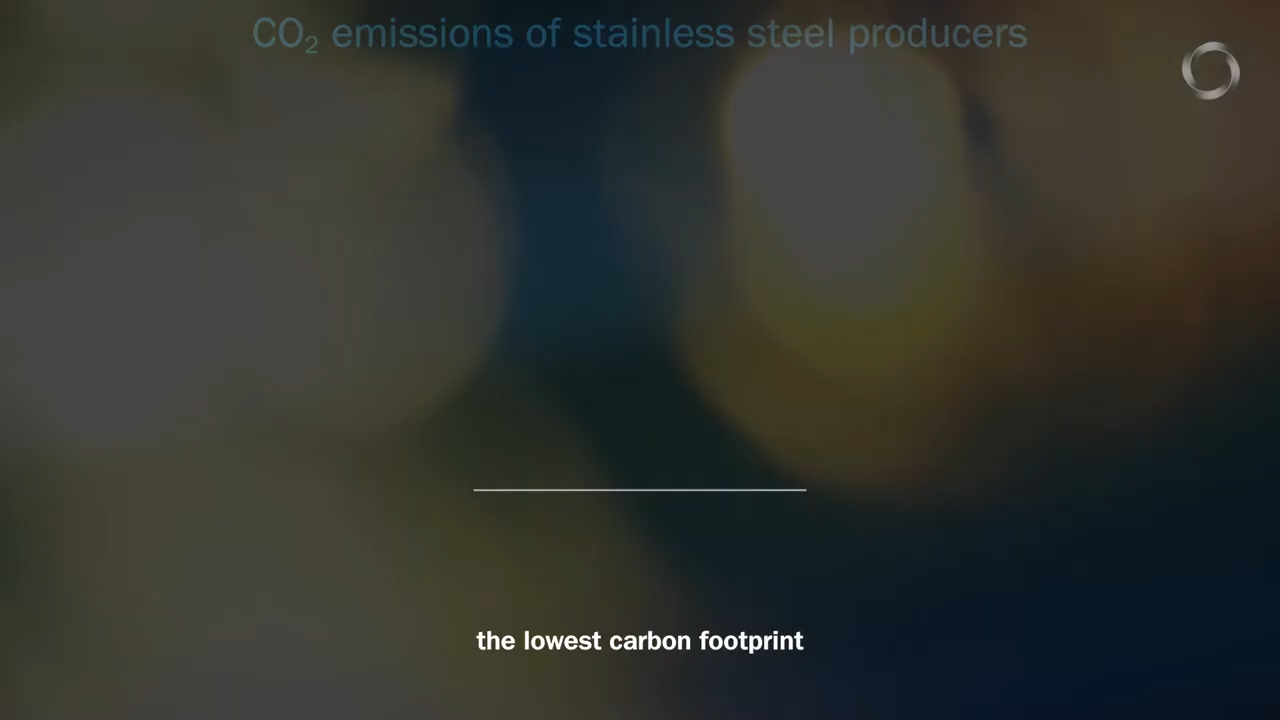 CO₂ emissions of stainless steel producers
the lowest carbon footprint